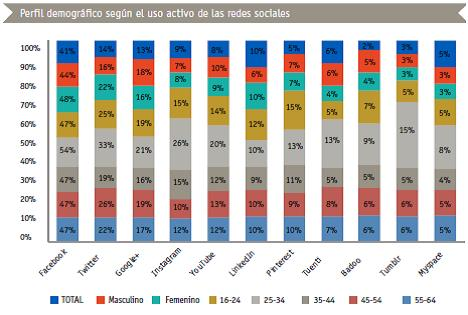 Perfil demográfico según el uso activo de las redes sociales
100%
90%
80%
70%
60%
50%
40%
30%
20%
10%
0%
41% 14% 13% 9% 8% 10% 5% 6% 2% 3% 5%
44% 16% 18% 7% 10% 6% 7% 6% 5% 3% 3%
48% 22% 16% 8% 9% 10% 7% 4% 4% 3% 3%
47% 25% 19% 15% 14% 12% 15% 5% 7% 5% 5%
54% 33% 21% 26% 20% 10% 13% 13% 9% 15% 8%
47% 19% 16% 15% 12% 9% 11% 5% 5% 6% 4%
47% 26% 19% 10% 13% 10% 9% 8% 6% 6% 5%
47% 22% 17% 12% 12% 10% 10% 7% 6% 6% 5%
Facebook Twitter Google+ Instagram YouTube LinkedIn Pinterest Tuenti Badoo Tumblr Myspace
TOTAL Masculino Femenino 16-24 25-34 35-44 45-54 55-64